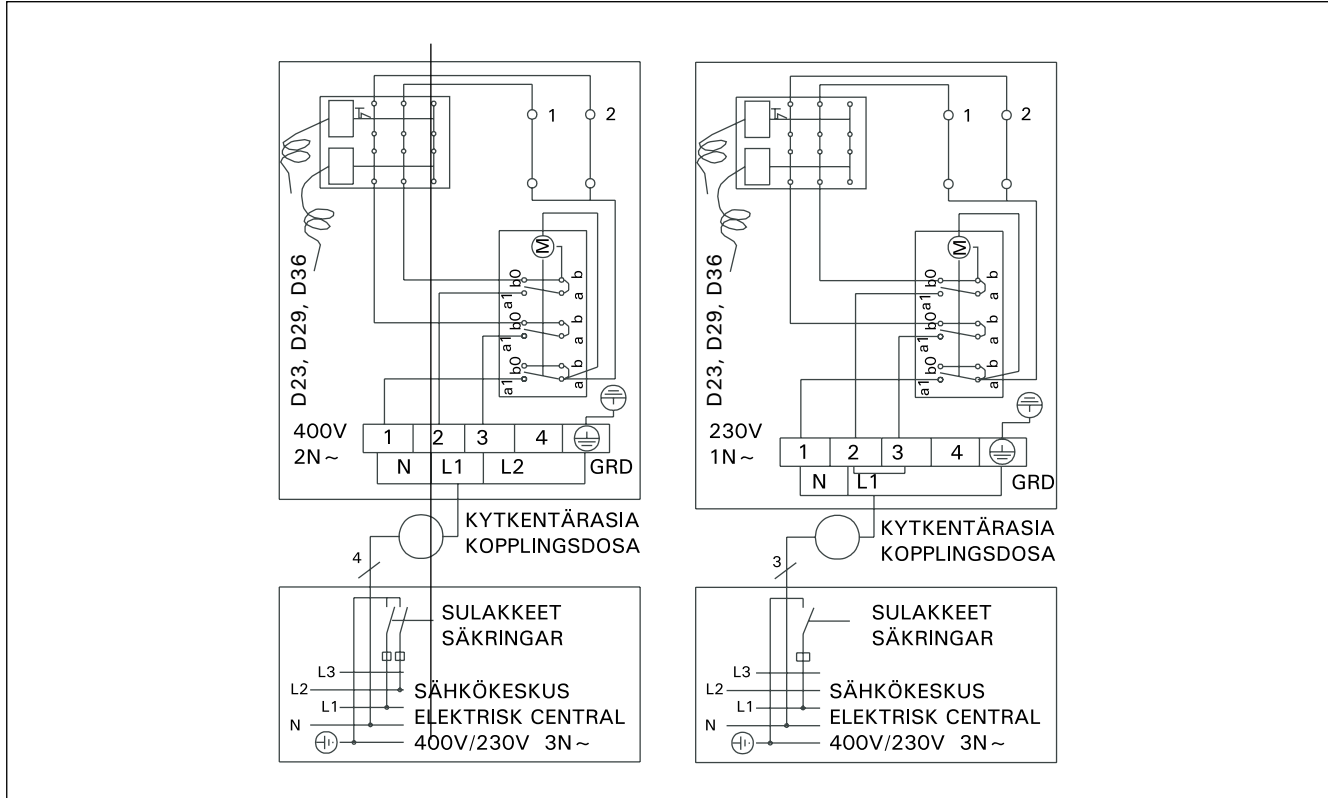 1
2
M
b0
b
a1
a
b0
b
a1
a
b0
b
a1
a
D23, D29, D36
400V
2N~
1
2
3
4
N
L1
L2
GRD
KYTKENTÄRASIA
KOPPLINGSDOSA
4
SULAKKEET
SÄKRINGAR
L3
L2
L1
N
SÄHKÖKESKUS
ELEKTRISK CENTRAL
400V/230V 3N~
1
2
M
b0
b
a1
a
b0
b
a1
a
b0
b
a1
a
D23, D29, D36
230V
1N~
1
2
3
4
N
L1
GRD
KYTKENTÄRASIA
KOPPLINGSDOSA
3
SULAKKEET
SÄKRINGAR
L3
L2
L1
N
SÄHKÖKESKUS
ELEKTRISK CENTRAL
400V/230V 3N~